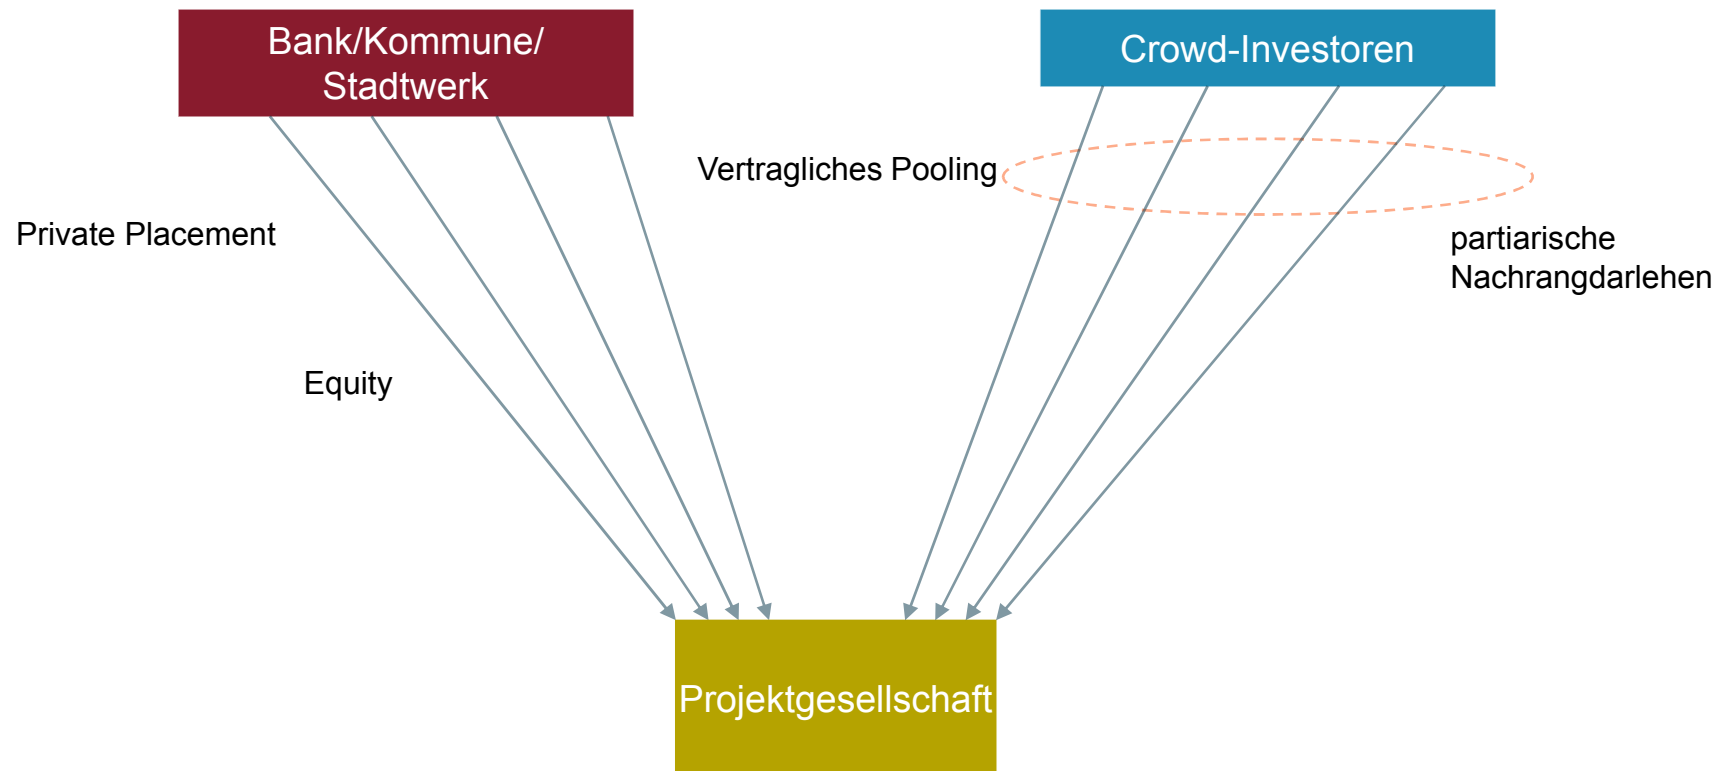 Bank/Kommune/
Stadtwerk
Crowd-Investoren
Vertragliches Pooling
Private Placement
partiarische
Nachrangdarlehen
Equity
Projektgesellschaft